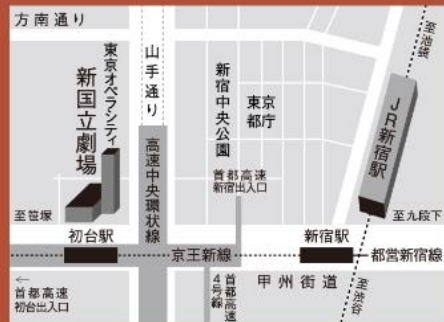 方南通り
至池袋
山手通り
東京オペラシティ
新国立劇場
新宿中央公園
東京
都庁
JR新宿駅
高速中央環状線
首都高速
新宿出入口
至笹塚
至九段下
初台駅
京王新線
新宿駅
都営新宿線
←
首都高速
初台出入口
首都高速
4号線
甲州街道
至渋谷